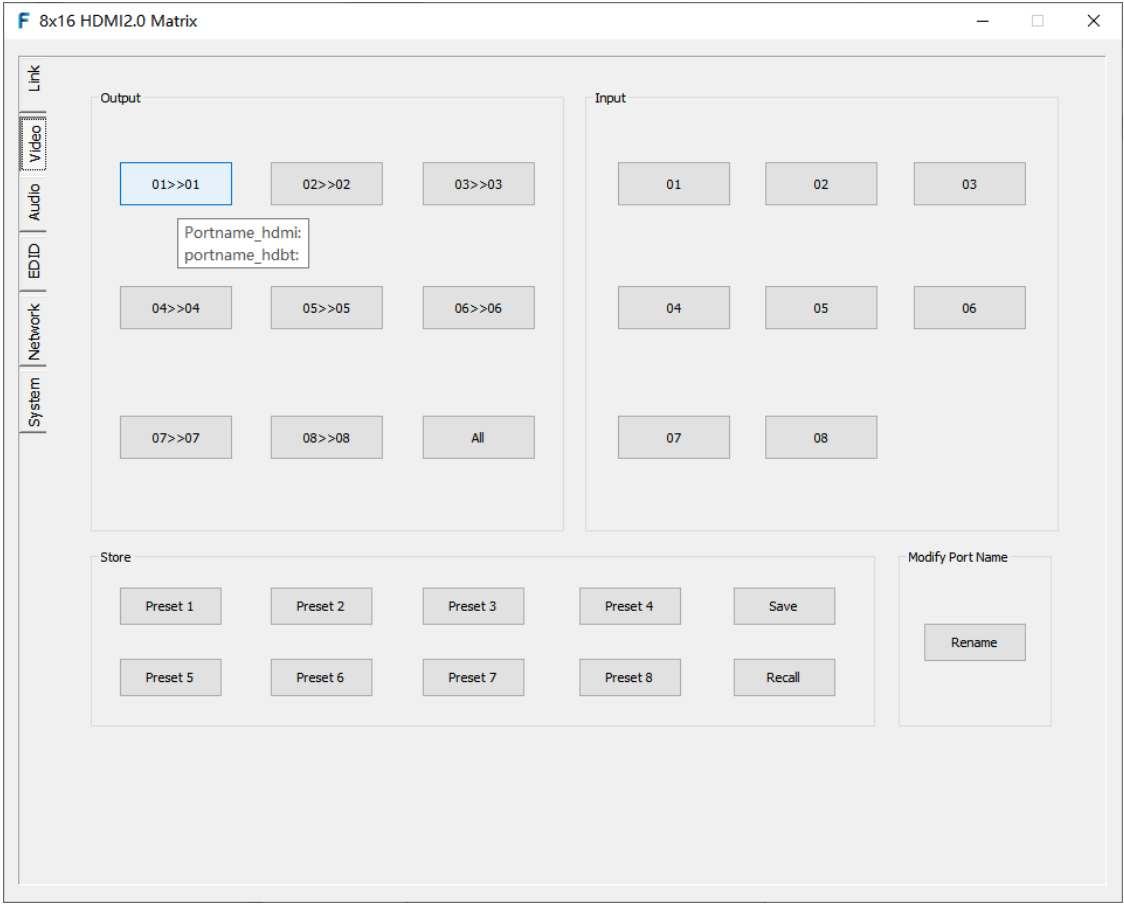 F 8x16 HDMI2.0 Matrix
Link
Video
Audio
EDID
Network
System
Output
01>>01 02>>02 03>>03
Portname_hdmi:
portname_hdbt:
04>>04 05>>05 06>>06
07>>07 08>>08 All
Input
01 02 03
04 05 06
07 08
Store
Preset 1 Preset 2 Preset 3 Preset 4 Save
Preset 5 Preset 6 Preset 7 Preset 8 Recall
Modify Port Name
Rename